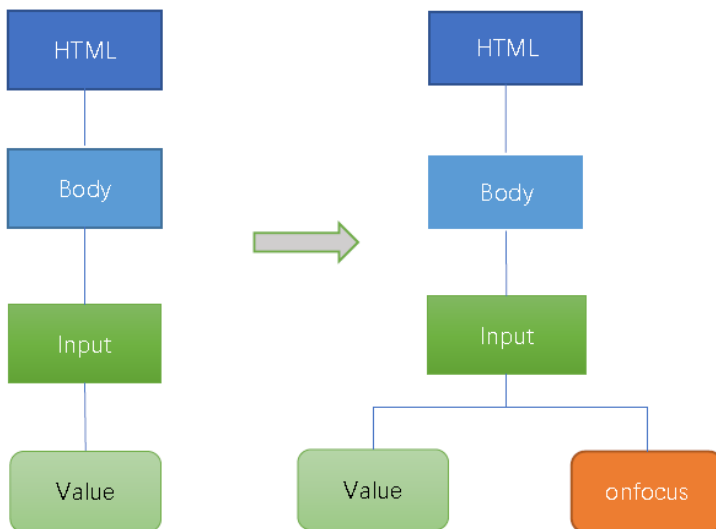 HTML
HTML
Body
Body
Input
Input
Value
Value
onfocus